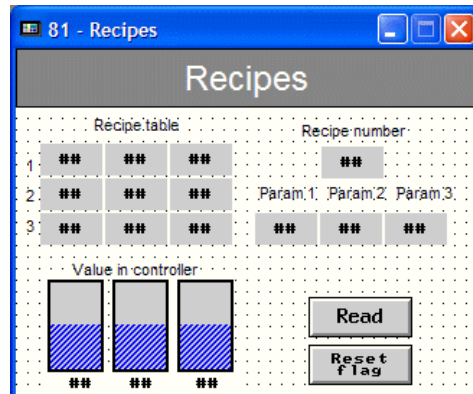 81 - Recipes
Recipes
Recipe table
Recipe number
1 ## ## ##
##
2 ## ## ##
Param.1 Param.2 Param.3
3 ## ## ##
## ## ##
Value in controller
Read
Reset
flag
## ## ##